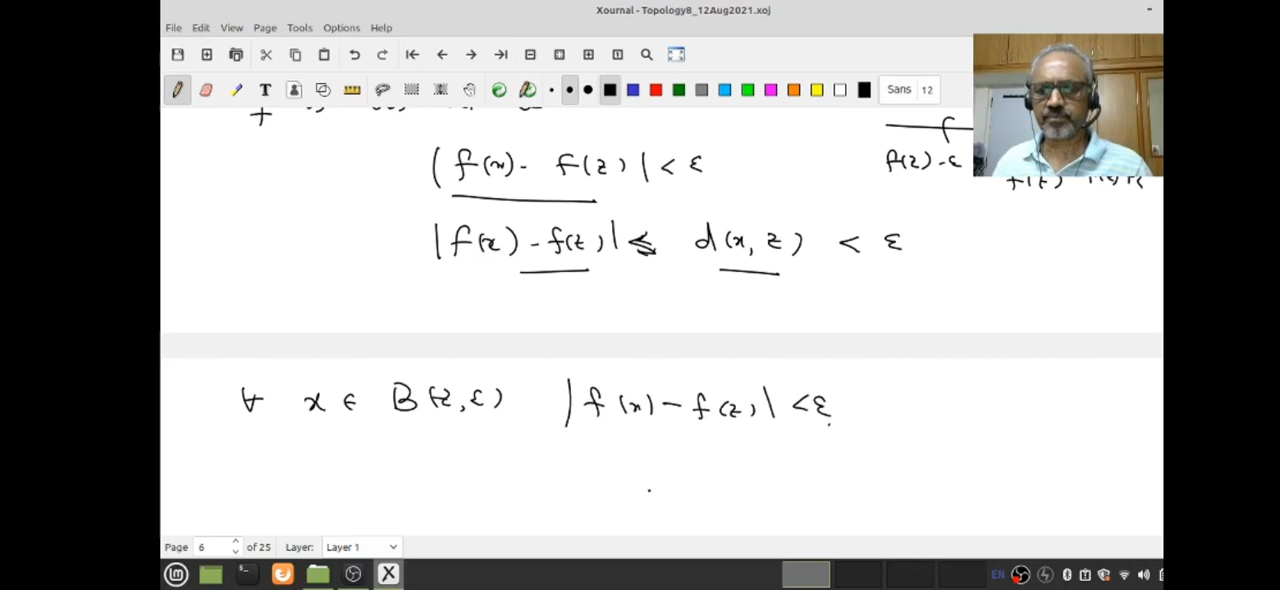 Xournal - Topology8_12Aug2021.xoj
File Edit View Page Tools Options Help
Sans 12
|f(x) - f(z)| < ε
f(z)-ε
|f(x) - f(z)| ≤ d(x, z) < ε
∀ x ∈ B(z, ε) |f(x) - f(z)| < ε
Page 6 of 25 Layer: Layer 1
EN